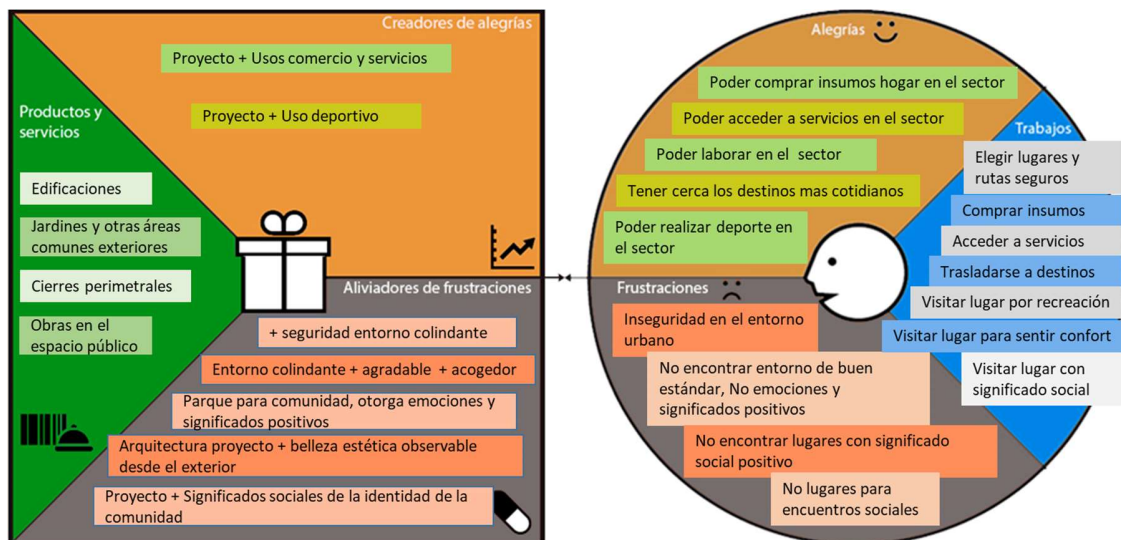 Creadores de alegrías
Proyecto + Usos comercio y servicios
Proyecto + Uso deportivo
Productos y
servicios
Edificaciones
Jardines y otras áreas
comunes exteriores
Cierres perimetrales
Obras en el
espacio público
Aliviadores de frustraciones
+ seguridad entorno colindante
Entorno colindante + agradable + acogedor
Parque para comunidad, otorga emociones y
significados positivos
Arquitectura proyecto + belleza estética observable
desde el exterior
Proyecto + Significados sociales de la identidad de la
comunidad
Alegrías
Poder comprar insumos hogar en el sector
Poder acceder a servicios en el sector
Poder laborar en el sector
Tener cerca los destinos mas cotidianos
Poder realizar deporte en
el sector
Trabajos
Elegir lugares y
rutas seguros
Comprar insumos
Acceder a servicios
Trasladarse a destinos
Visitar lugar por recreación
Visitar lugar para sentir confort
Visitar lugar con
significado social
Frustraciones
Inseguridad en el entorno
urbano
No encontrar entorno de buen
estándar, No emociones y
significados positivos
No encontrar lugares con significado
social positivo
No lugares para
encuentros sociales